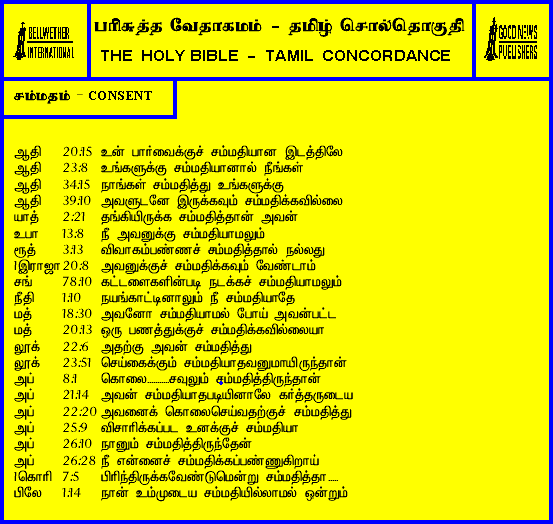 BELLWETHER
INTERNATIONAL
பரிசுத்த வேதாகமம் - தமிழ் சொல்தொகுதி
THE HOLY BIBLE - TAMIL CONCORDANCE
GOOD NEWS
PUBLISHERS
சம்மதம் - CONSENT
ஆதி 20:15 உன் பார்வைக்குச் சம்மதியான இடத்திலே
ஆதி 23:8 உங்களுக்கு சம்மதியானால் நீங்கள்
ஆதி 34:15 நாங்கள் சம்மதித்து உங்களுக்கு
ஆதி 39:10 அவளுடனே இருக்கவும் சம்மதிக்கவில்லை
யாத் 2:21 தங்கியிருக்க சம்மதித்தான் அவன்
உபா 13:8 நீ அவனுக்கு சம்மதியாமலும்
ரூத் 3:13 விவாகம்பண்ணச் சம்மதித்தால் நல்லது
1இராஜா 20:8 அவனுக்குச் சம்மதிக்கவும் வேண்டாம்
சங் 78:10 கட்டளைகளின்படி நடக்கச் சம்மதியாமலும்
நீதி 1:10 நயங்காட்டினாலும் நீ சம்மதியாதே
மத் 18:30 அவனோ சம்மதியாமல் போய் அவன்பட்ட
மத் 20:13 ஒரு பணத்துக்குச் சம்மதிக்கவில்லையா
லூக் 22:6 அதற்கு அவன் சம்மதித்து
லூக் 23:51 செய்கைக்கும் சம்மதியாதவனுமாயிருந்தான்
அப் 8:1 கொலை..........சவுலும் சம்மதித்திருந்தான்
அப் 21:14 அவன் சம்மதியாதபடியினாலே கர்த்தருடைய
அப் 22:20 அவனைக் கொலைசெய்வதற்குச் சம்மதித்து
அப் 25:9 விசாரிக்கப்பட உனக்குச் சம்மதியா
அப் 26:10 நானும் சம்மதித்திருந்தேன்
அப் 26:28 நீ என்னைச் சம்மதிக்கப்பண்ணுகிறாய்
1கொரி 7:5 பிரிந்திருக்கவேண்டுமென்று சம்மதித்தா.....
பிலே 1:14 நான் உம்முடைய சம்மதியில்லாமல் ஒன்றும்